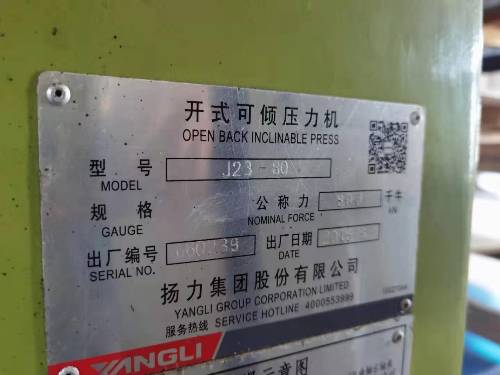 开式可倾压力机
OPEN BACK INCLINABLE PRESS
型 号 J23-80
MODEL
规 格 公 称 力 千牛
GAUGE NOMINAL FORCE kN
出厂编号 出厂日期
SERIAL NO. DATE
扬力集团股份有限公司
YANGLI GROUP CORPORATION LIMITED
服务热线 SERVICE HOTLINE 4000553999
YANGLI
示意图